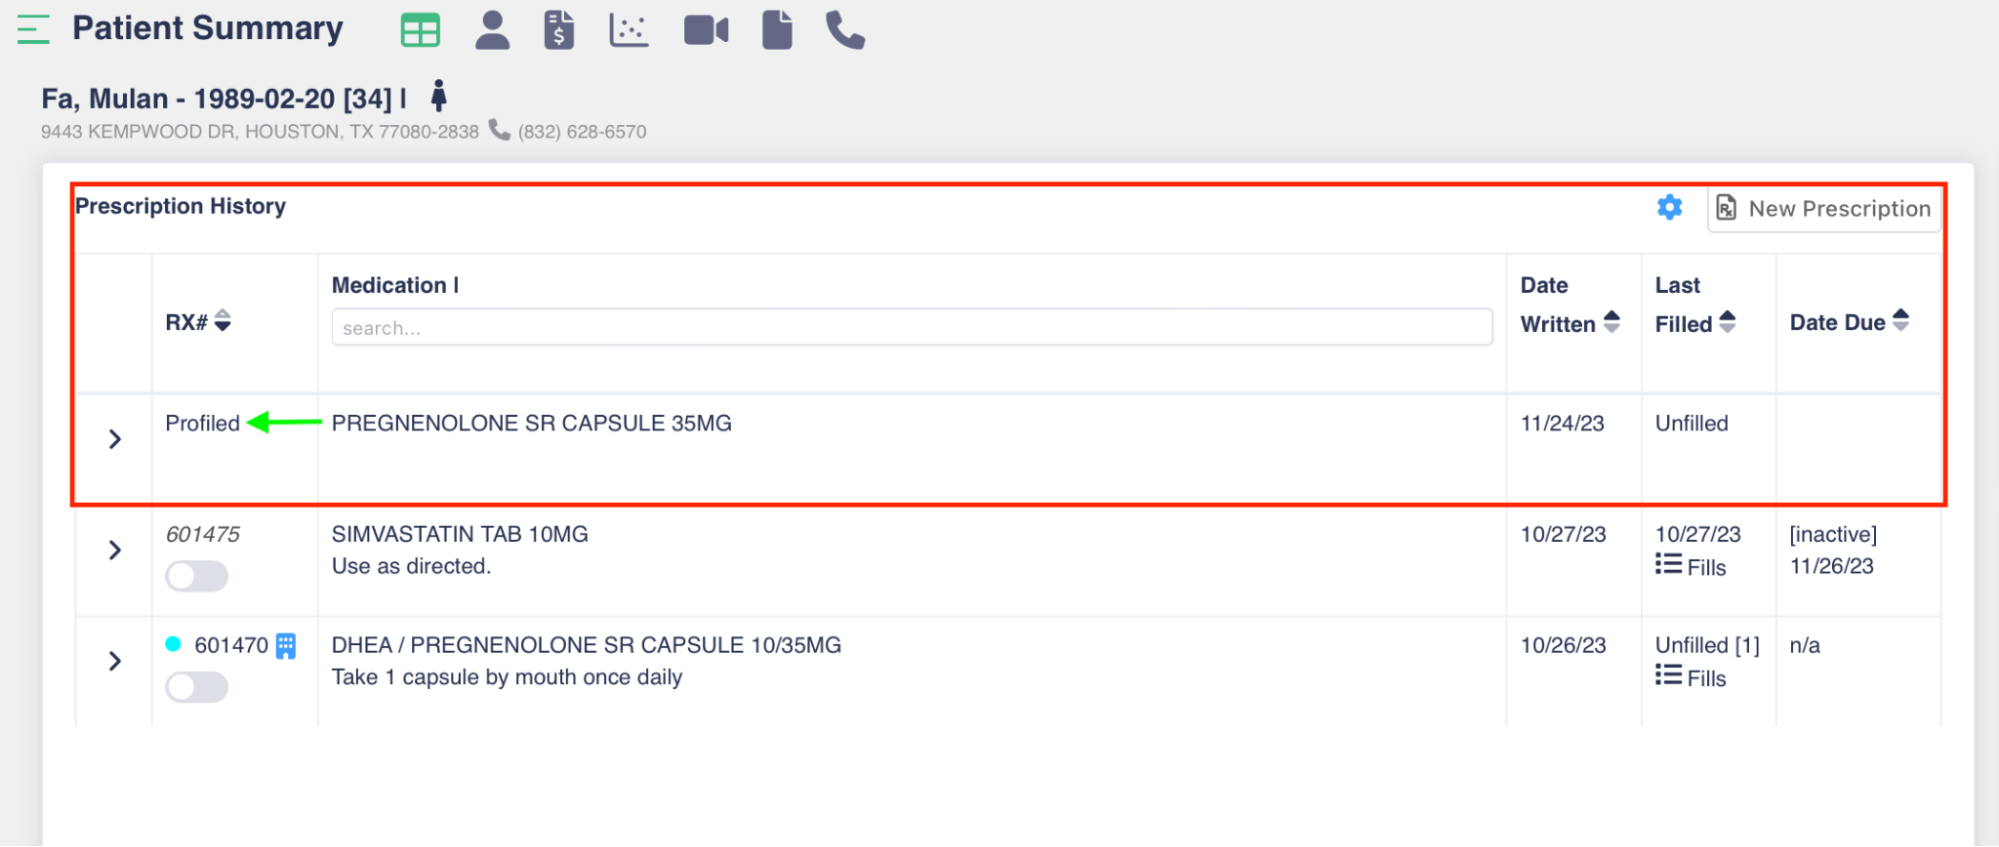 Patient Summary
Fa, Mulan - 1989-02-20 [34] |
9443 KEMPWOOD DR, HOUSTON, TX 77080-2838 (832) 628-6570
Prescription History
New Prescription
RX#
Medication |
search...
Date
Written
Last
Filled
Date Due
Profiled
PREGNENOLONE SR CAPSULE 35MG
11/24/23
Unfilled
601475
SIMVASTATIN TAB 10MG
Use as directed.
10/27/23
10/27/23
Fills
[inactive]
11/26/23
601470
DHEA / PREGNENOLONE SR CAPSULE 10/35MG
Take 1 capsule by mouth once daily
10/26/23
Unfilled [1]
Fills
n/a